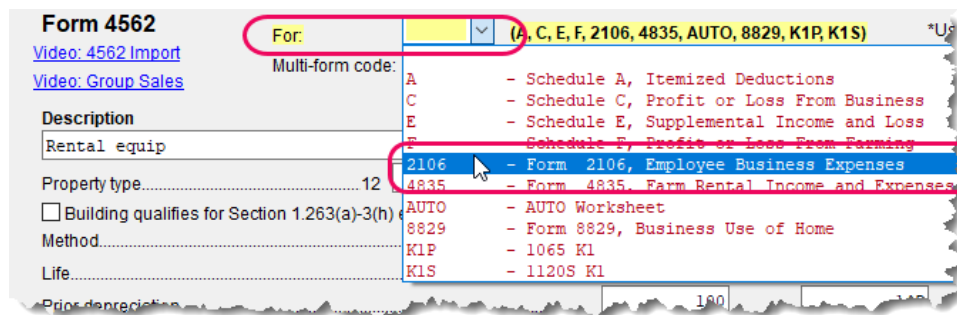 Form 4562
For:
(A, C, E, F, 2106, 4835, AUTO, 8829, K1P, K1S)
*Us
Video: 4562 Import
Multi-form code:
Video: Group Sales
A - Schedule A, Itemized Deductions
C - Schedule C, Profit or Loss From Business
E - Schedule E, Supplemental Income and Loss
F - Schedule F, Profit or Loss From Farming
2106 - Form 2106, Employee Business Expenses
4835 - Form 4835, Farm Rental Income and Expenses
AUTO - AUTO Worksheet
8829 - Form 8829, Business Use of Home
K1P - 1065 K1
K1S - 1120S K1
Description
Rental equip
Property type 12
Building qualifies for Section 1.263(a)-3(h) e
Method
Life
Prior depreciation